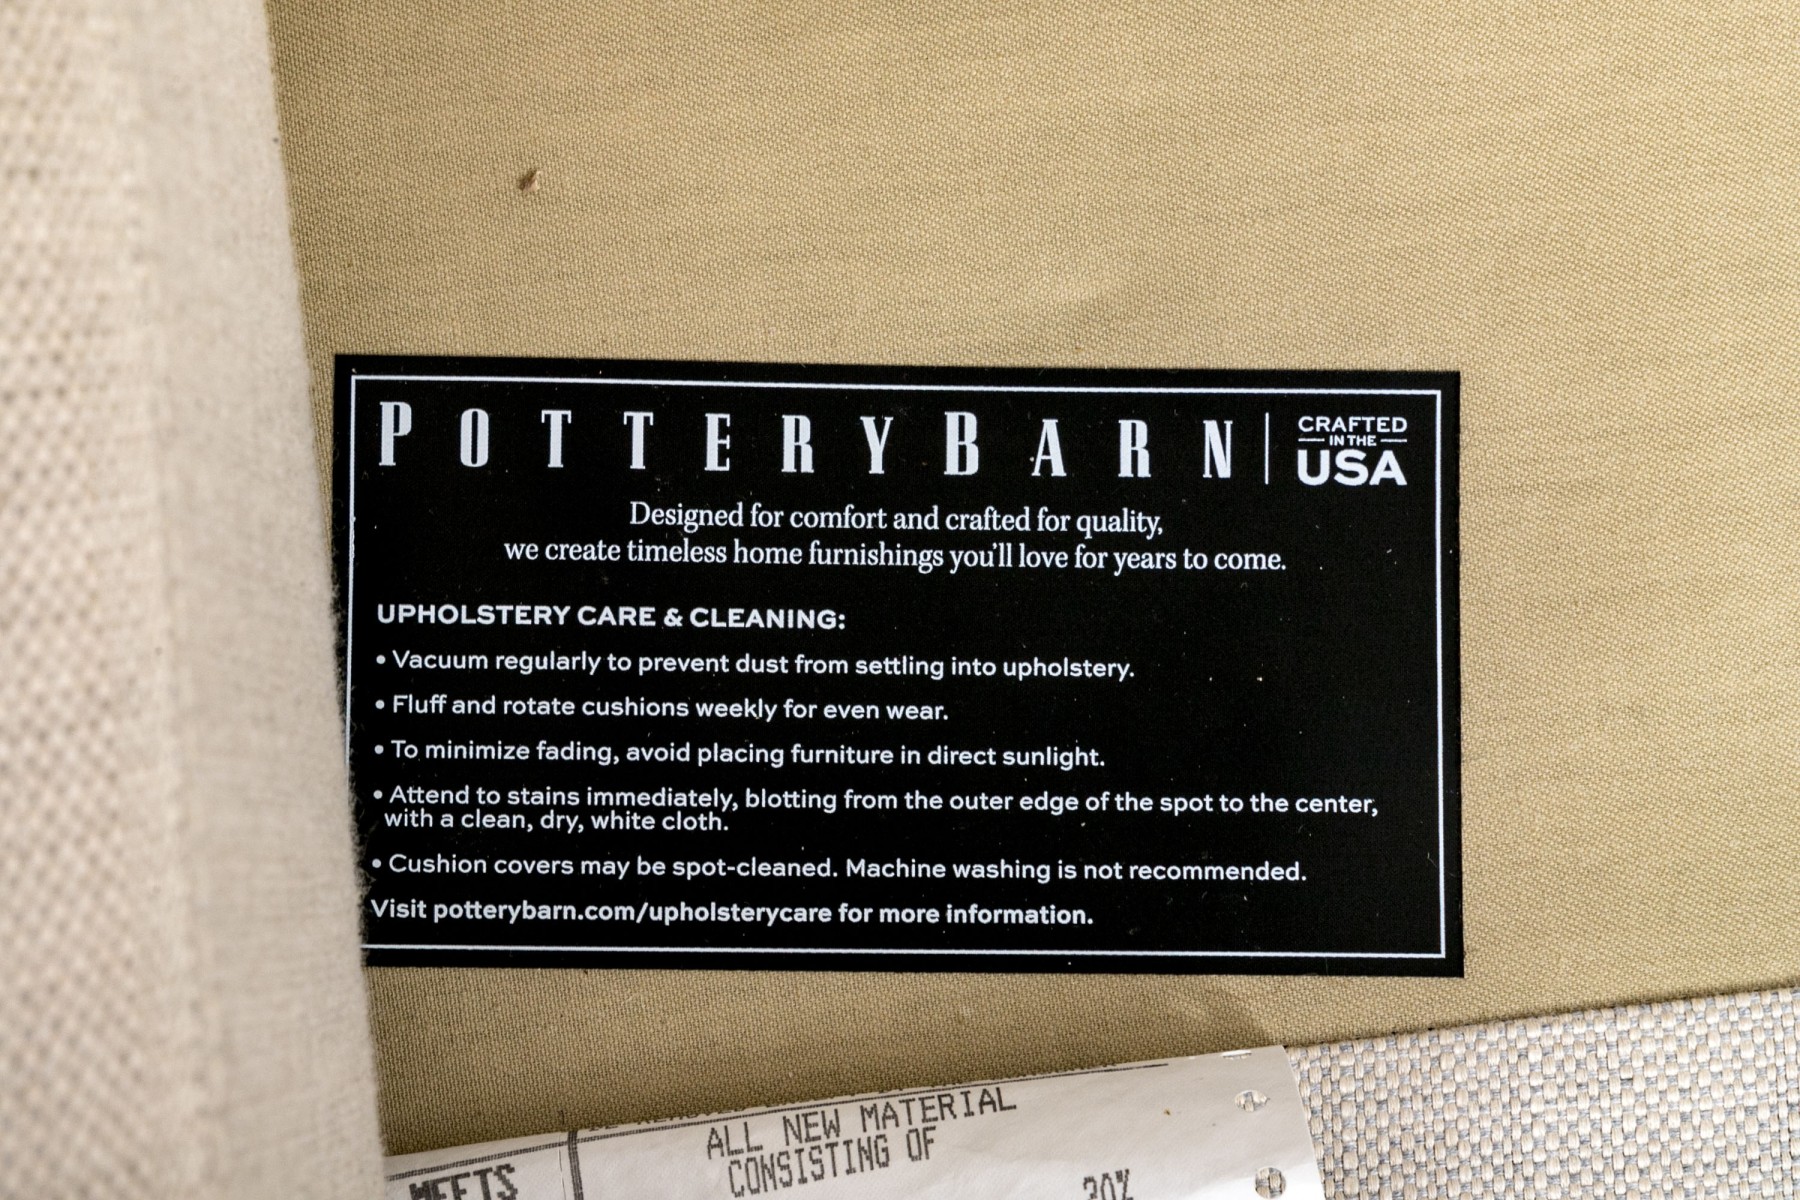 POTTERY BARN
CRAFTED
IN THE
USA
Designed for comfort and crafted for quality,
we create timeless home furnishings you'll love for years to come.
UPHOLSTERY CARE & CLEANING:
• Vacuum regularly to prevent dust from settling into upholstery.
• Fluff and rotate cushions weekly for even wear.
• To minimize fading, avoid placing furniture in direct sunlight.
• Attend to stains immediately, blotting from the outer edge of the spot to the center,
with a clean, dry, white cloth.
• Cushion covers may be spot-cleaned. Machine washing is not recommended.
Visit potterybarn.com/upholsterycare for more information.
ALL NEW MATERIAL
CONSISTING OF
MEETS